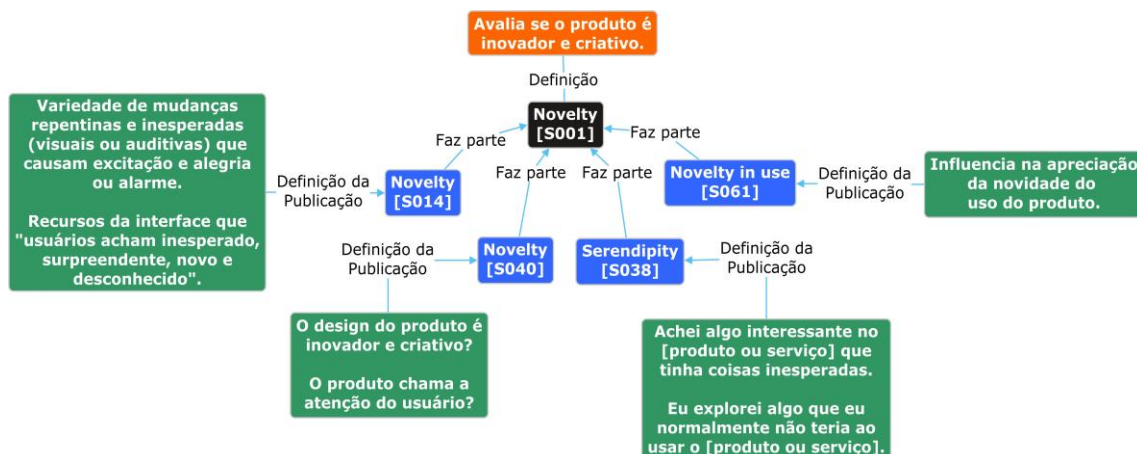 Avalia se o produto é
inovador e criativo.
Definição
Novelty
[S001]
Faz parte
Faz parte
Faz parte
Faz parte
Variedade de mudanças
repentinas e inesperadas
(visuais ou auditivas) que
causam excitação e alegria
ou alarme.
Recursos da interface que
"usuários acham inesperado,
surpreendente, novo e
desconhecido".
Definição da
Publicação
Novelty
[S014]
Novelty in use
[S061]
Definição da
Publicação
Influencia na apreciação
da novidade do
uso do produto.
Definição da
Publicação
Novelty
[S040]
Serendipity
[S038]
Definição da
Publicação
O design do produto é
inovador e criativo?
O produto chama a
atenção do usuário?
Achei algo interessante no
[produto ou serviço] que
tinha coisas inesperadas.
Eu explorei algo que eu
normalmente não teria ao
usar o [produto ou serviço].